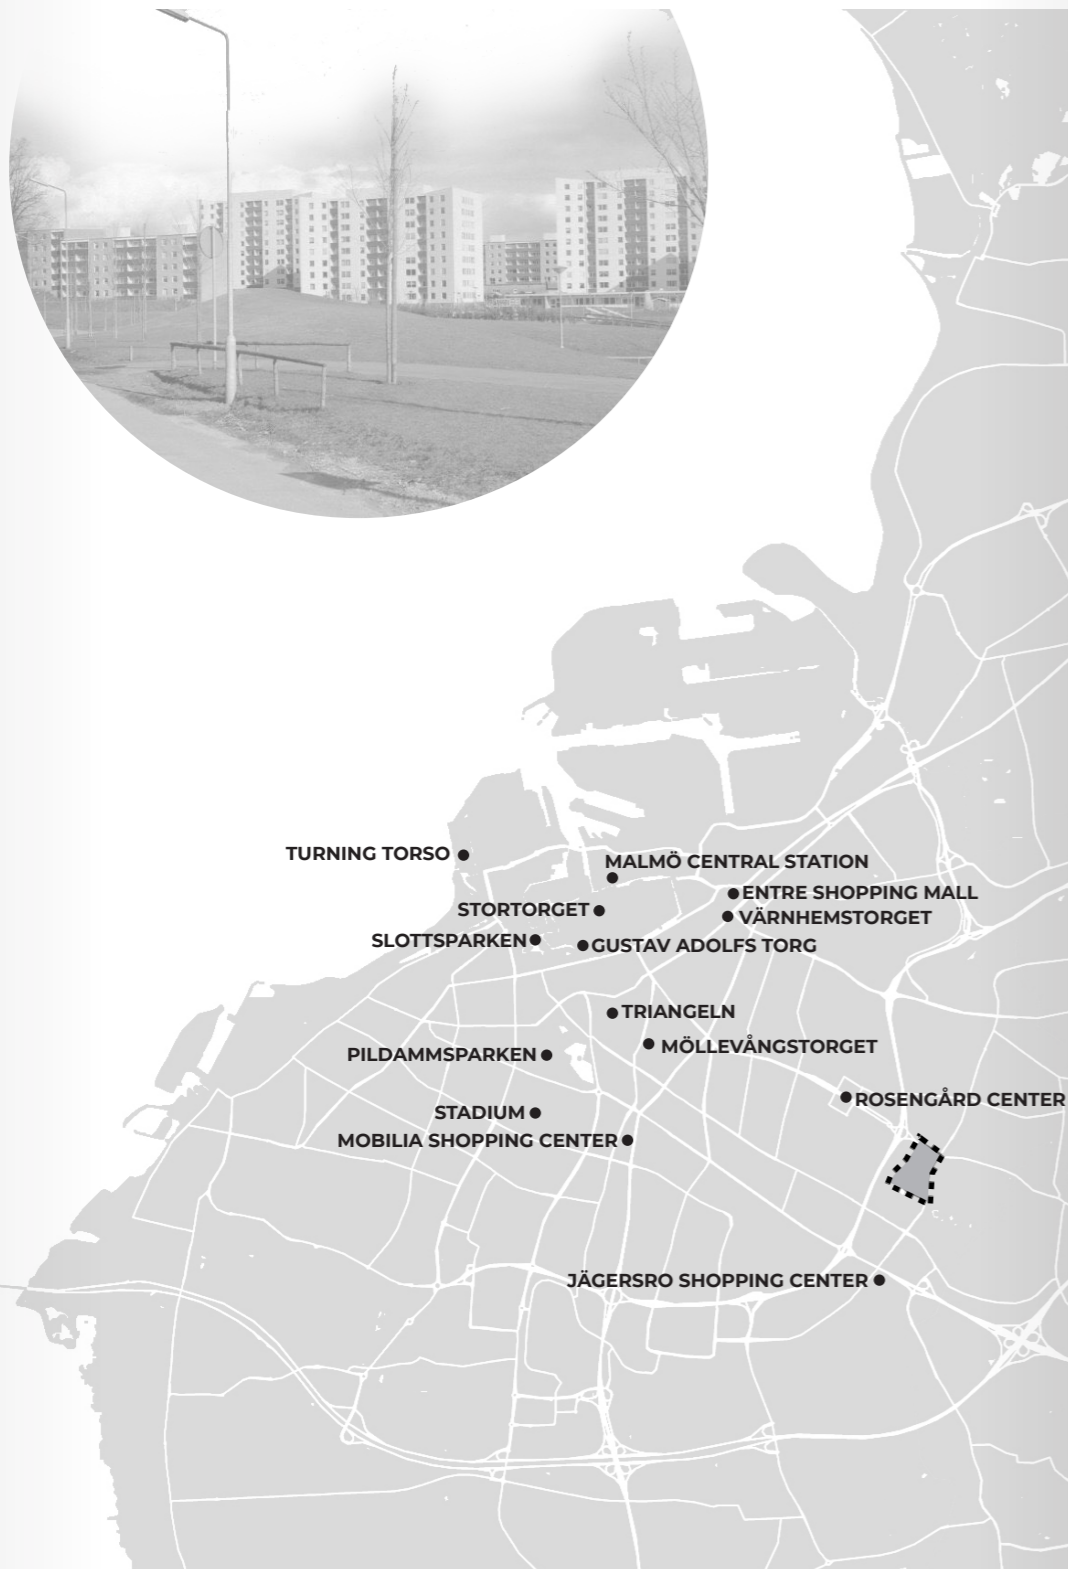 TURNING TORSO
MALMÖ CENTRAL STATION
ENTRE SHOPPING MALL
STORTORGET
VÄRNHEMSTORGET
SLOTTSPARKEN
GUSTAV ADOLFS TORG
TRIANGELN
MÖLLEVÅNGSTORGET
PILDAMMSPARKEN
ROSENGÅRD CENTER
STADIUM
MOBILIA SHOPPING CENTER
JÄGERSRO SHOPPING CENTER